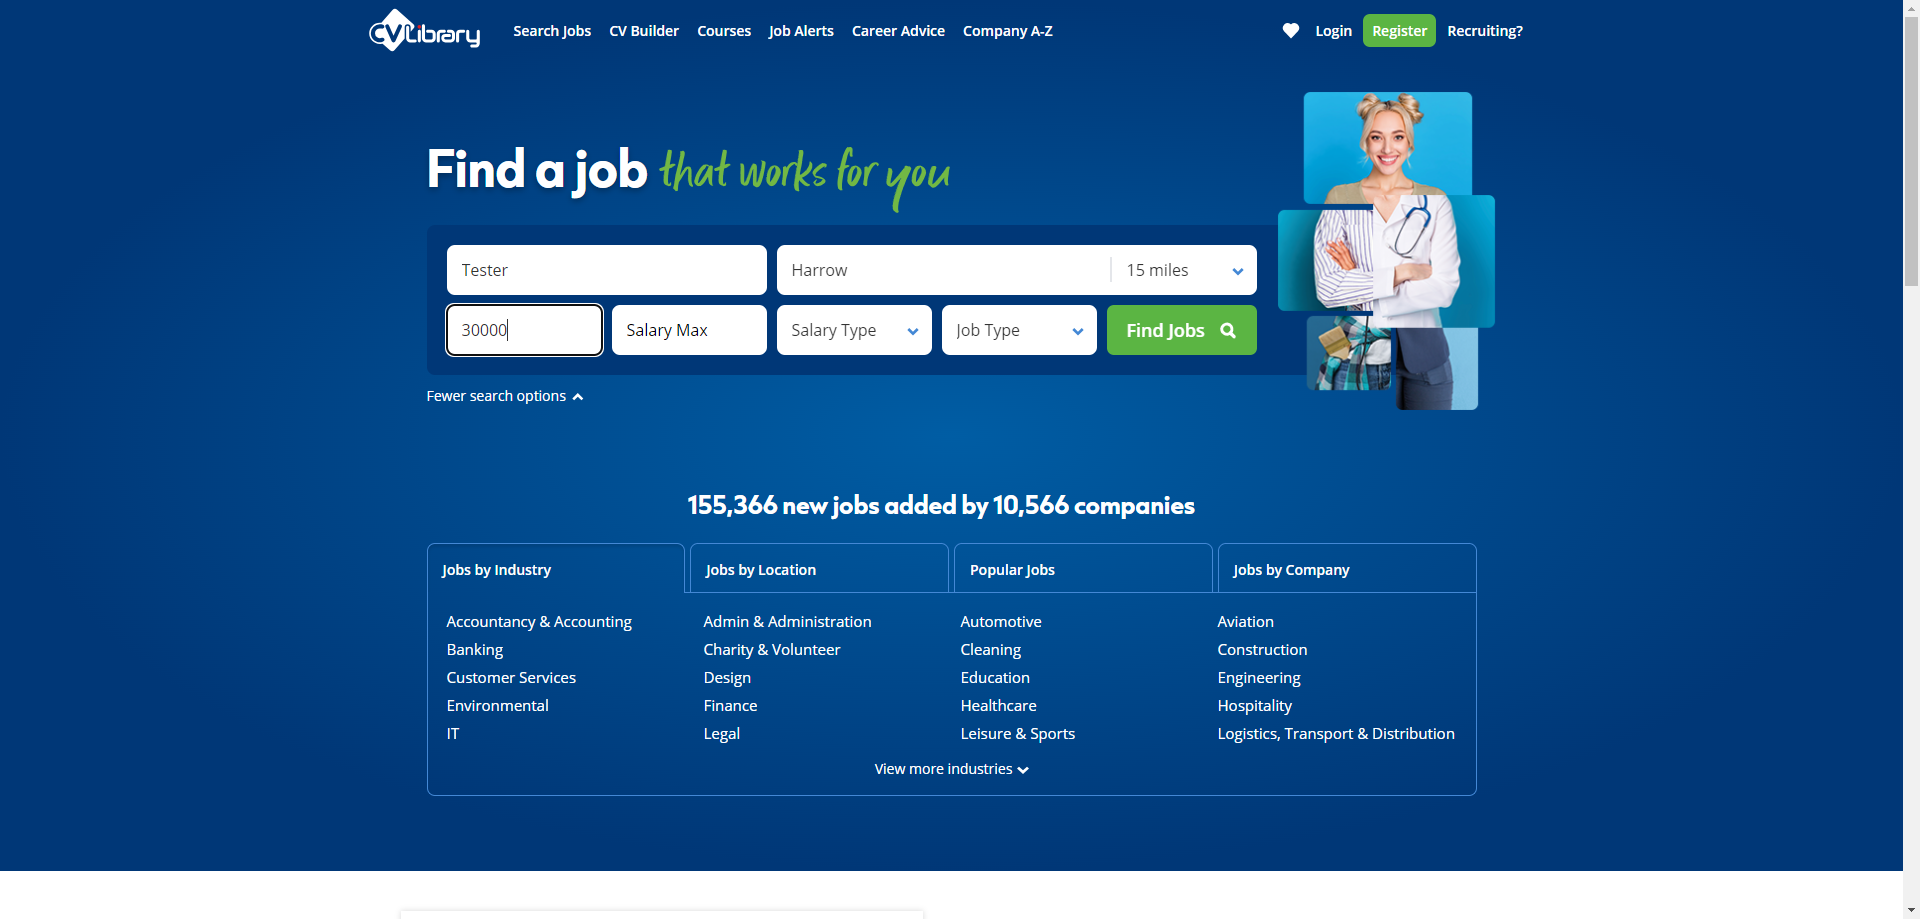 CVLibrary
Search Jobs CV Builder Courses Job Alerts Career Advice Company A-Z Login Register Recruiting?
Find a job that works for you
Tester Harrow 15 miles
30000 Salary Max Salary Type Job Type Find Jobs
Fewer search options
155,366 new jobs added by 10,566 companies
Jobs by Industry Jobs by Location Popular Jobs Jobs by Company
Accountancy & Accounting Admin & Administration Automotive Aviation
Banking Charity & Volunteer Cleaning Construction
Customer Services Design Education Engineering
Environmental Finance Healthcare Hospitality
IT Legal Leisure & Sports Logistics, Transport & Distribution
View more industries